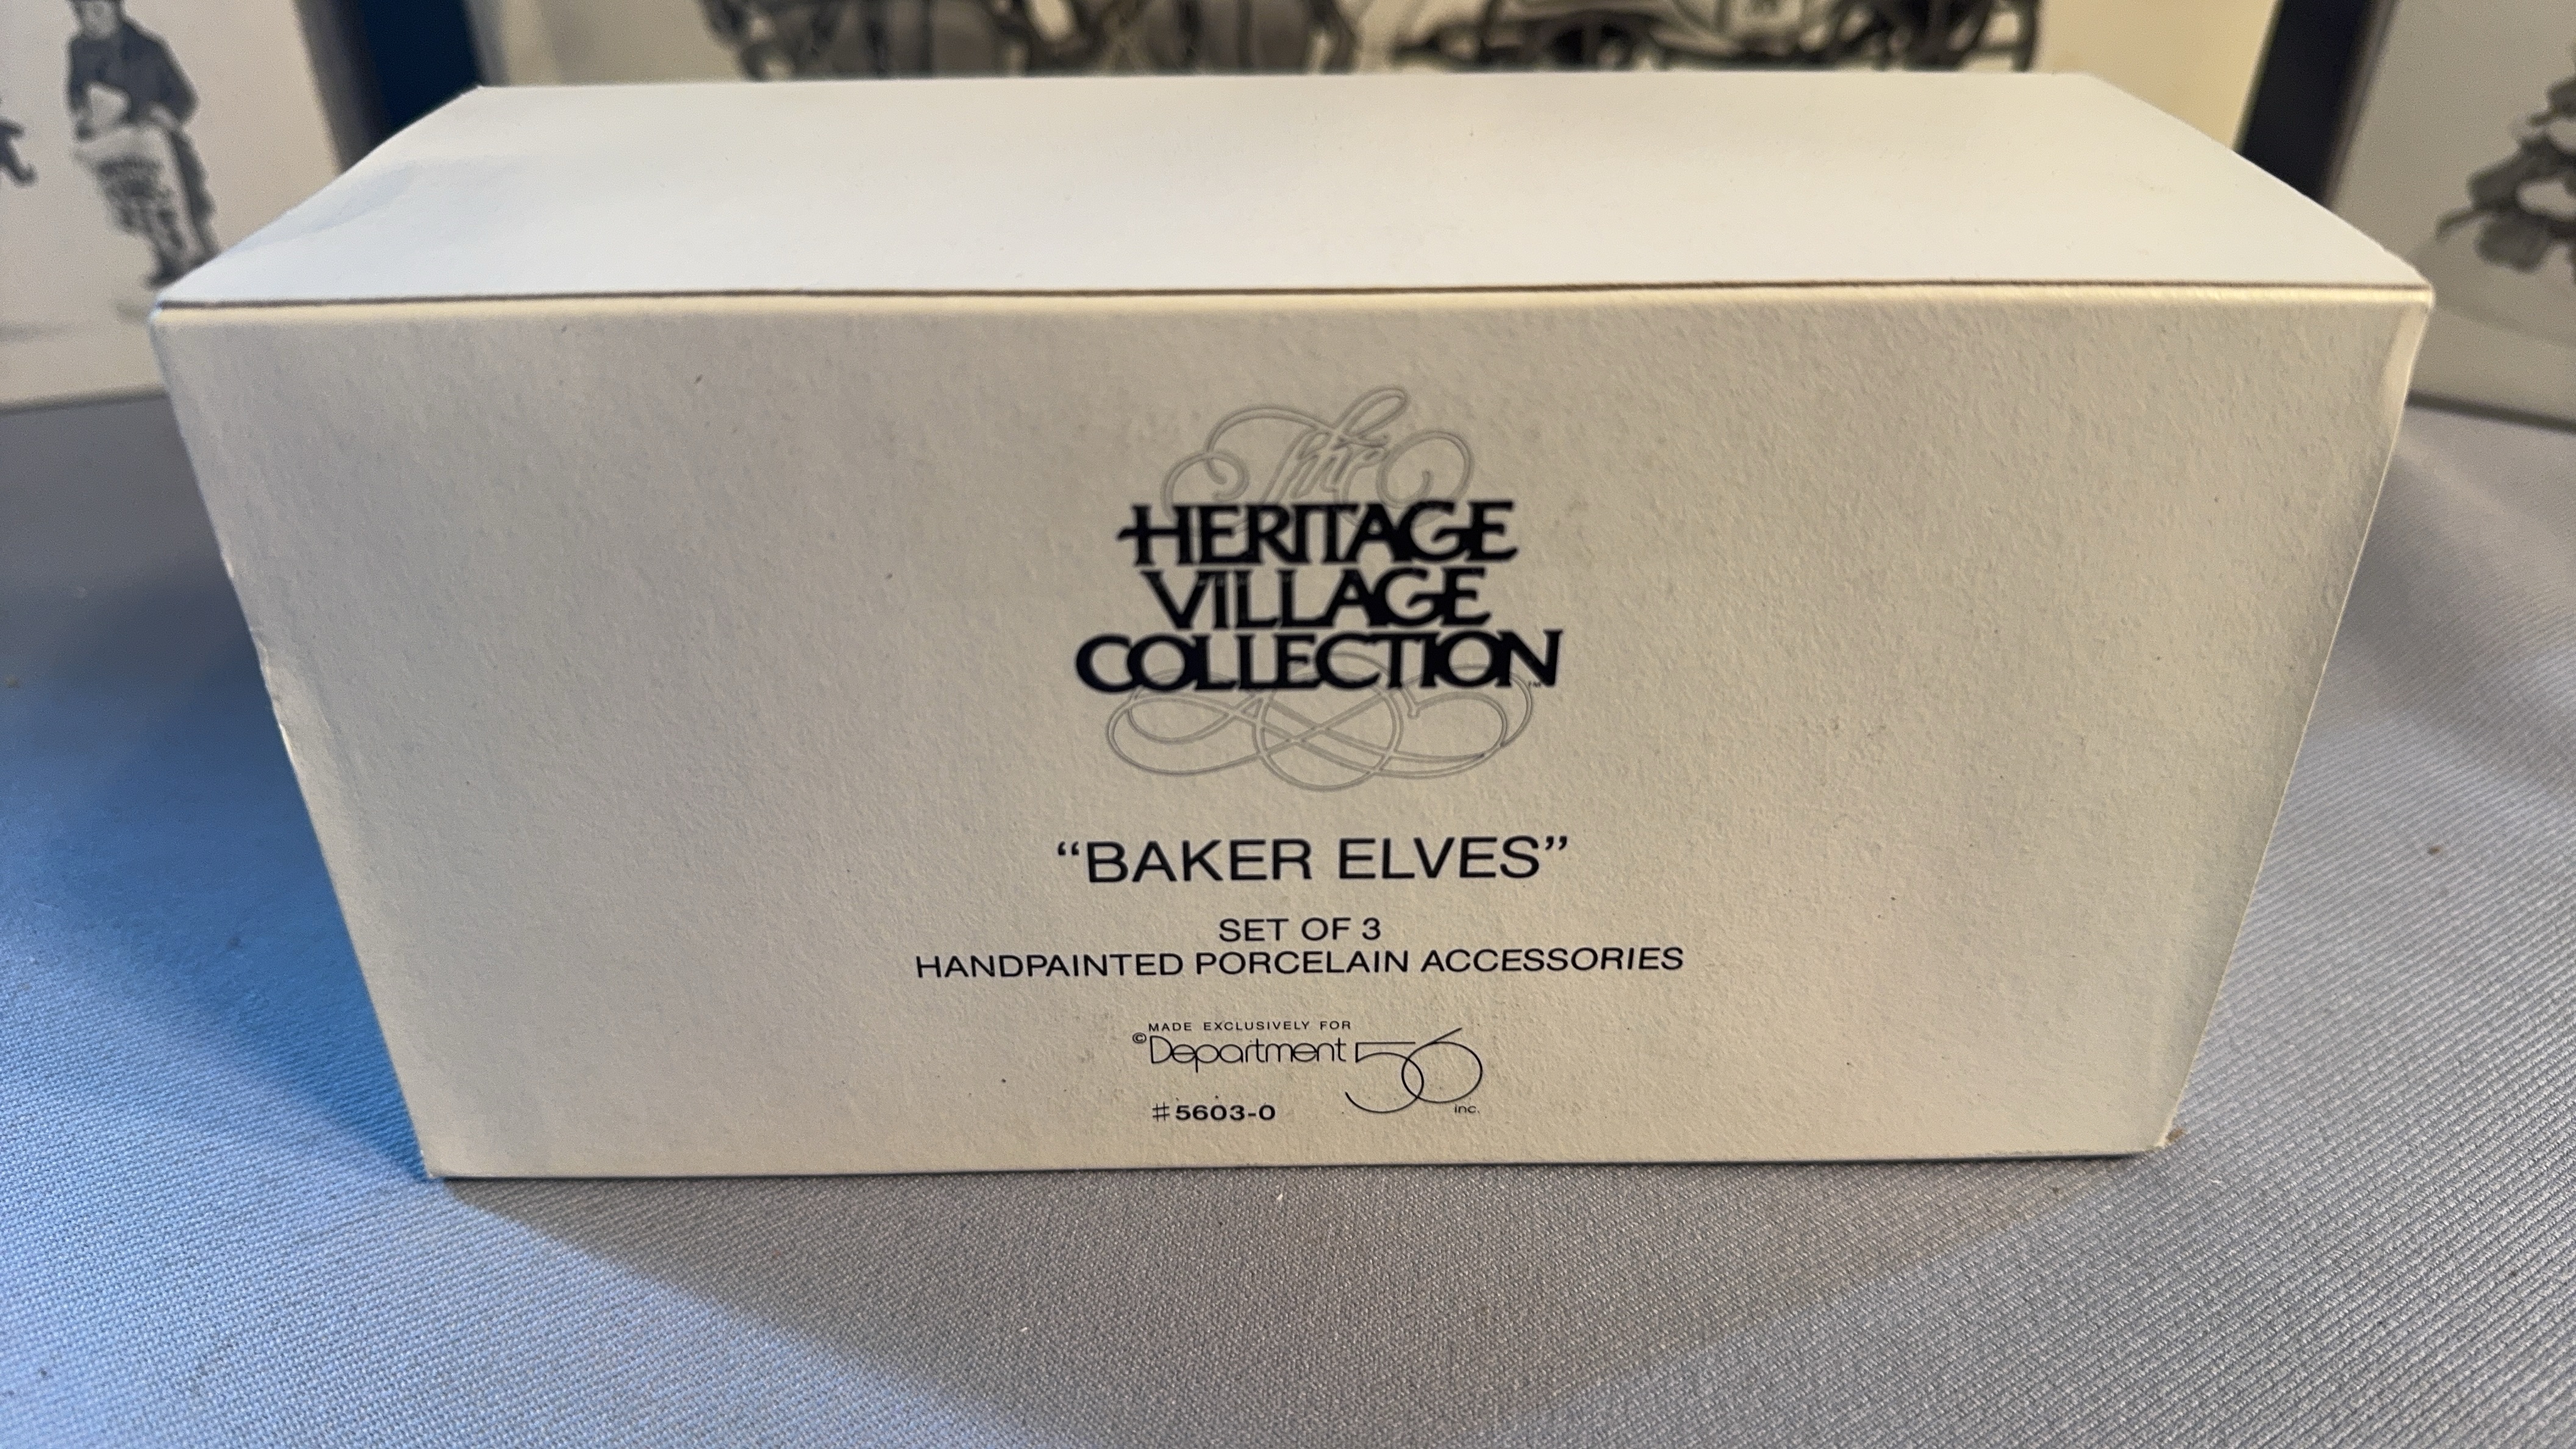 The
HERITAGE
VILLAGE
COLLECTION™
“BAKER ELVES”
SET OF 3
HANDPAINTED PORCELAIN ACCESSORIES
MADE EXCLUSIVELY FOR
©Department 56
inc.
#5603-0